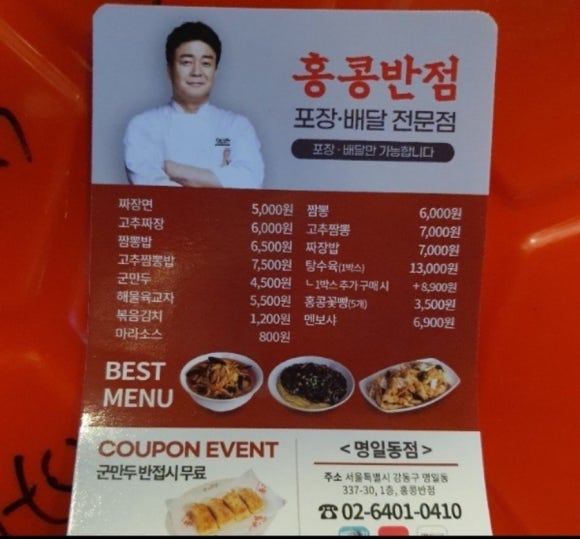 홍콩반점
포장·배달 전문점
포장·배달만 가능합니다
짜장면 5,000원
고추짜장 6,000원
짬뽕밥 6,500원
고추짬뽕밥 7,500원
군만두 4,500원
해물육교자 5,500원
볶음김치 1,200원
마라소스 800원
짬뽕 6,000원
고추짬뽕 7,000원
짜장밥 7,000원
탕수육(1박스) 13,000원
ㄴ1박스 추가 구매 시 +8,900원
홍콩꽃빵(5개) 3,500원
멘보샤 6,900원
BEST
MENU
COUPON EVENT
군만두 반접시 무료
< 명일동점 >
주소 서울특별시 강동구 명일동
337-30, 1층, 홍콩반점
☎ 02-6401-0410